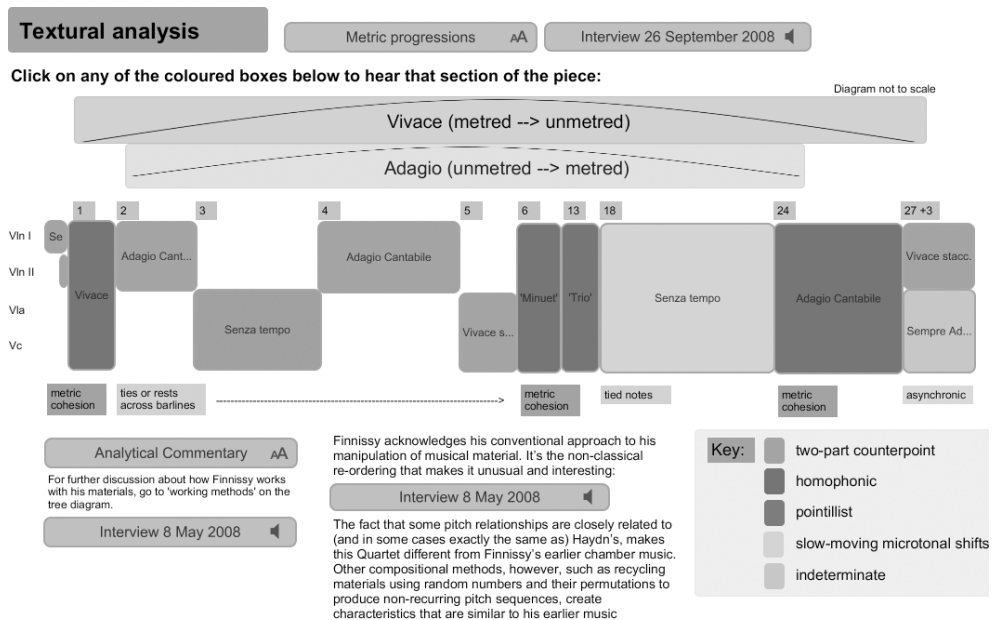 Textural analysis
Metric progressions AA
Interview 26 September 2008
Click on any of the coloured boxes below to hear that section of the piece:
Diagram not to scale
Vivace (metred --> unmetred)
Adagio (unmetred --> metred)
1 2 3 4 5 6 13 18 24 27 +3
Vln I
Vln II
Vla
Vc
Se
Vivace
Adagio Cant...
Senza tempo
Adagio Cantabile
Vivace s...
'Minuet'
'Trio'
Senza tempo
Adagio Cantabile
Vivace stacc.
Sempre Ad...
metric
cohesion
ties or rests
across barlines
metric
cohesion
tied notes
metric
cohesion
asynchronic
Analytical Commentary AA
For further discussion about how Finnissy works
with his materials, go to 'working methods' on the
tree diagram.
Interview 8 May 2008
Finnissy acknowledges his conventional approach to his
manipulation of musical material. It's the non-classical
re-ordering that makes it unusual and interesting:
Interview 8 May 2008
The fact that some pitch relationships are closely related to
(and in some cases exactly the same as) Haydn's, makes
this Quartet different from Finnissy's earlier chamber music.
Other compositional methods, however, such as recycling
materials using random numbers and their permutations to
produce non-recurring pitch sequences, create
characteristics that are similar to his earlier music
Key:
two-part counterpoint
homophonic
pointillist
slow-moving microtonal shifts
indeterminate